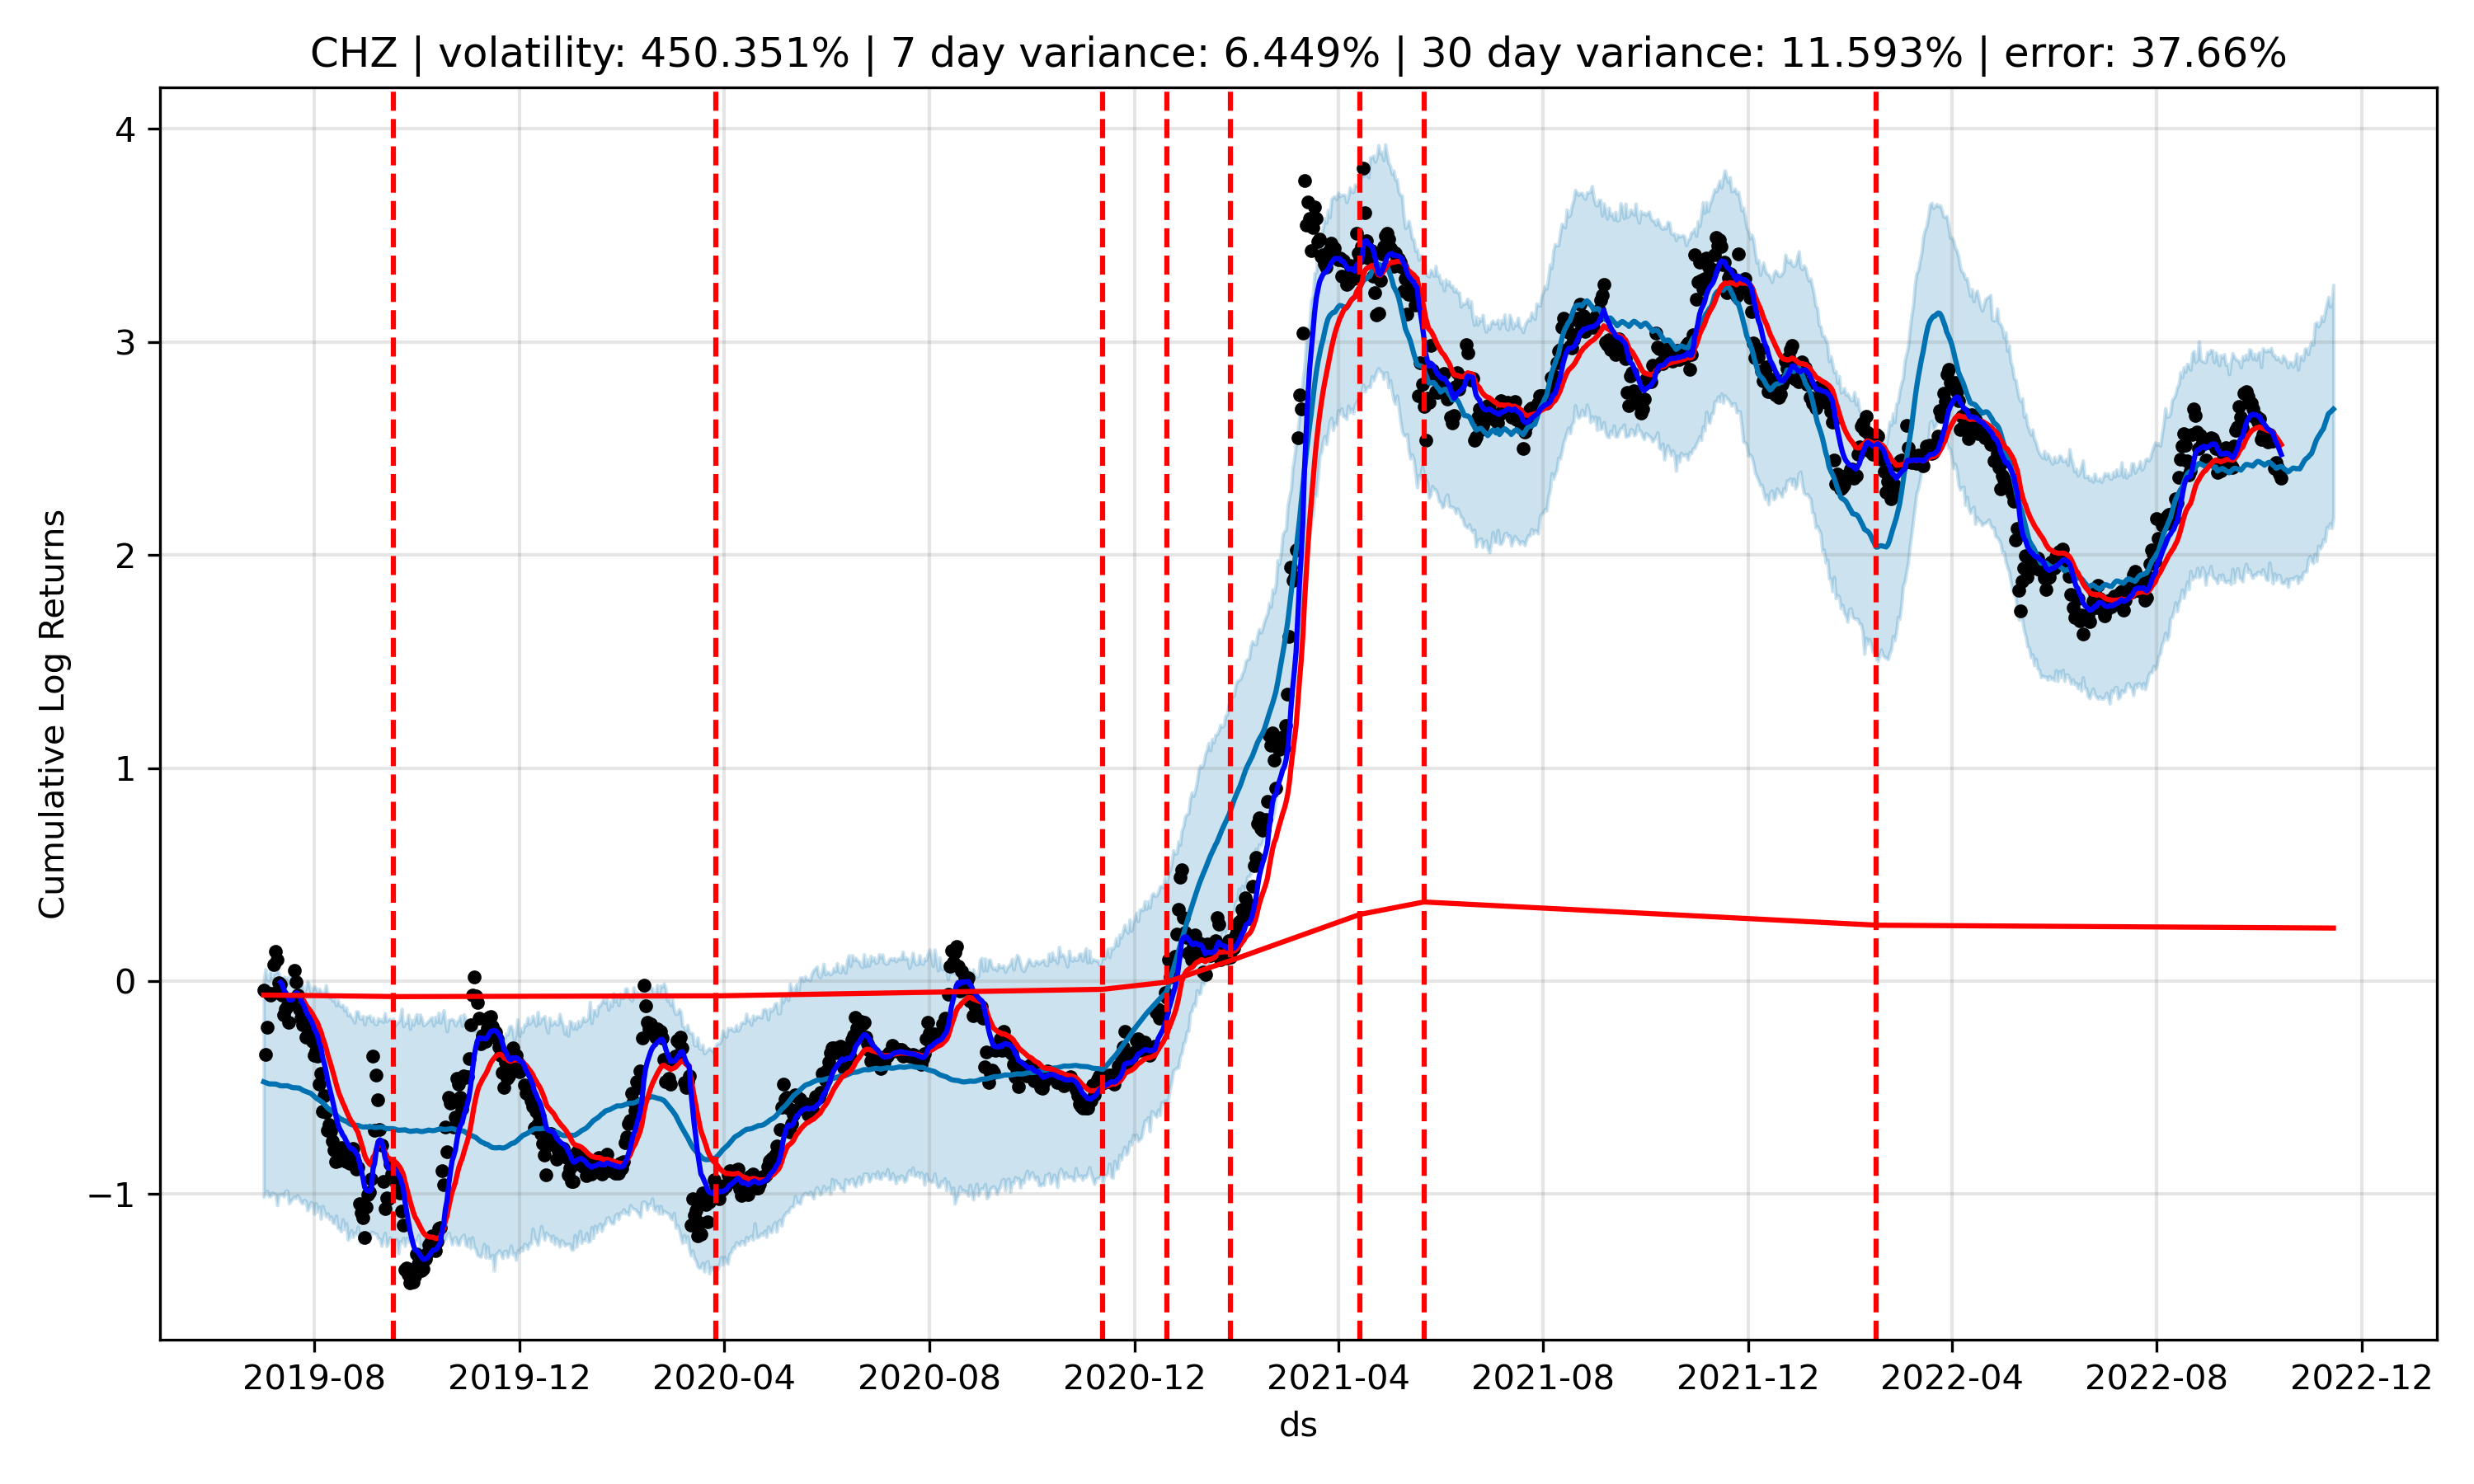 CHZ | volatility: 450.351% | 7 day variance: 6.449% | 30 day variance: 11.593% | error: 37.66%
4
3
2
1
0
−1
Cumulative Log Returns
2019-08 2019-12 2020-04 2020-08 2020-12 2021-04 2021-08 2021-12 2022-04 2022-08 2022-12
ds